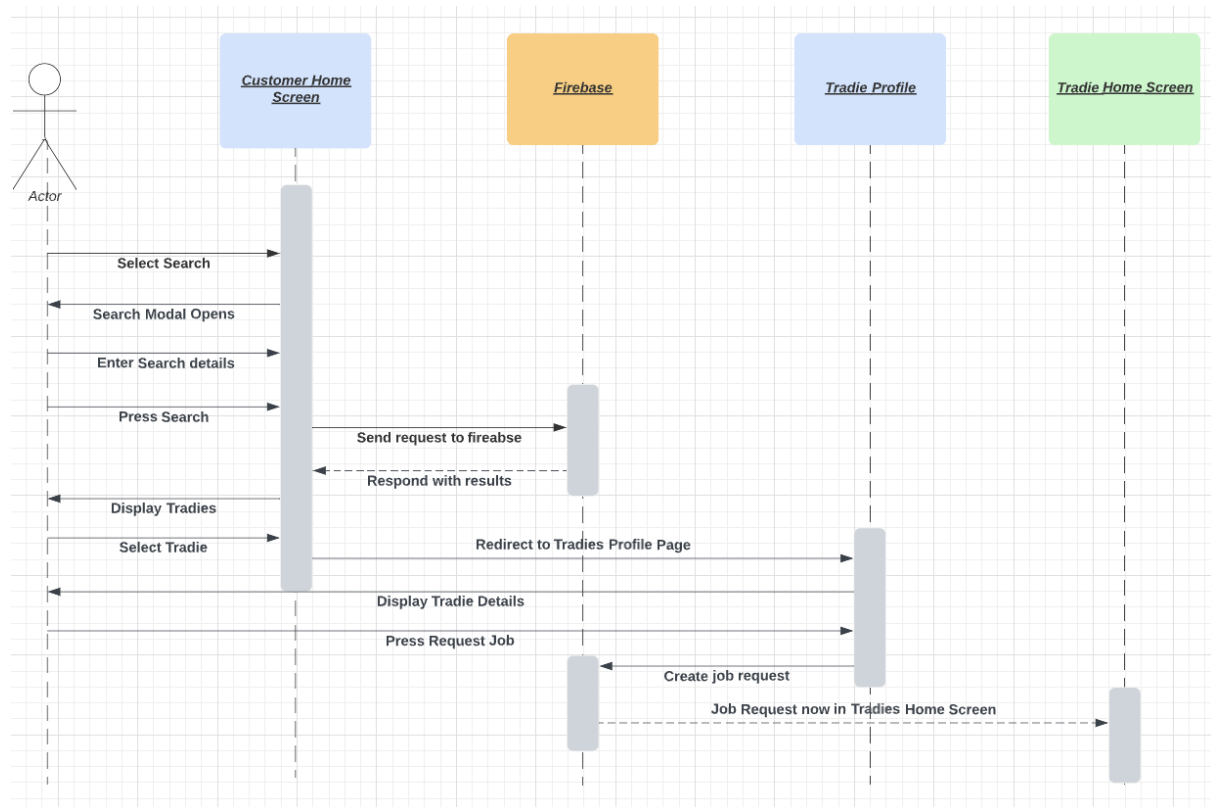 Customer Home
Screen
Firebase
Tradie Profile
Tradie Home Screen
Actor
Select Search
Search Modal Opens
Enter Search details
Press Search
Send request to fireabse
Respond with results
Display Tradies
Select Tradie
Redirect to Tradies Profile Page
Display Tradie Details
Press Request Job
Create job request
Job Request now in Tradies Home Screen